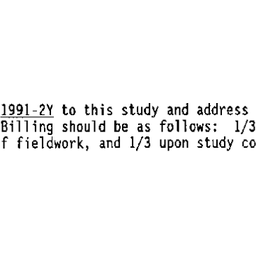 1991-2Y to this study and address
Billing should be as follows: 1/3
f fieldwork, and 1/3 upon study co